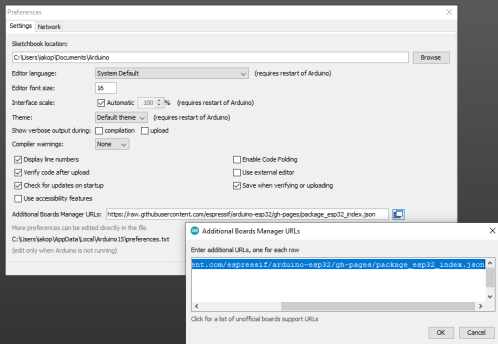 Preferences
Settings Network
Sketchbook location:
C:\Users\jakop\Documents\Arduino Browse
Editor language: System Default (requires restart of Arduino)
Editor font size: 16
Interface scale: Automatic 100 % (requires restart of Arduino)
Theme: Default theme (requires restart of Arduino)
Show verbose output during: compilation upload
Compiler warnings: None
Display line numbers Enable Code Folding
Verify code after upload Use external editor
Check for updates on startup Save when verifying or uploading
Use accessibility features
Additional Boards Manager URLs: https://raw.githubusercontent.com/espressif/arduino-esp32/gh-pages/package_esp32_index.json
More preferences can be edited directly in the file
C:\Users\jakop\AppData\Local\Arduino15\preferences.txt
(edit only when Arduino is not running)
Additional Boards Manager URLs
Enter additional URLs, one for each row
ent.com/espressif/arduino-esp32/gh-pages/package_esp32_index.json
Click for a list of unofficial boards support URLs
OK Cancel